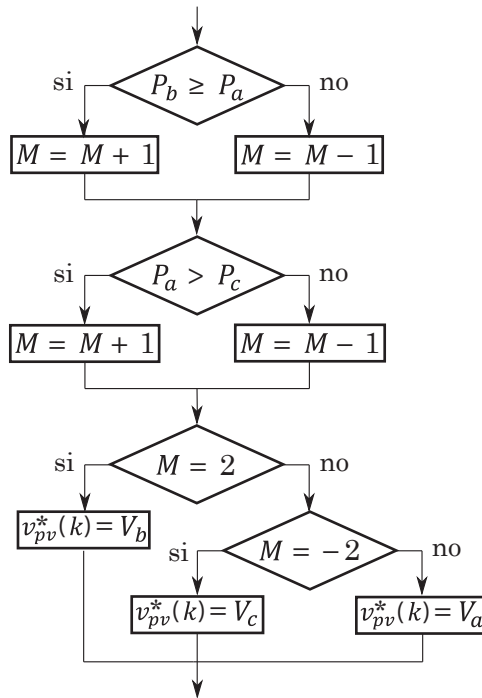 si P_b ≥ P_a no
M = M + 1 M = M − 1
si P_a > P_c no
M = M + 1 M = M − 1
si M = 2 no
v*_pv(k) = V_b
si M = −2 no
v*_pv(k) = V_c v*_pv(k) = V_a